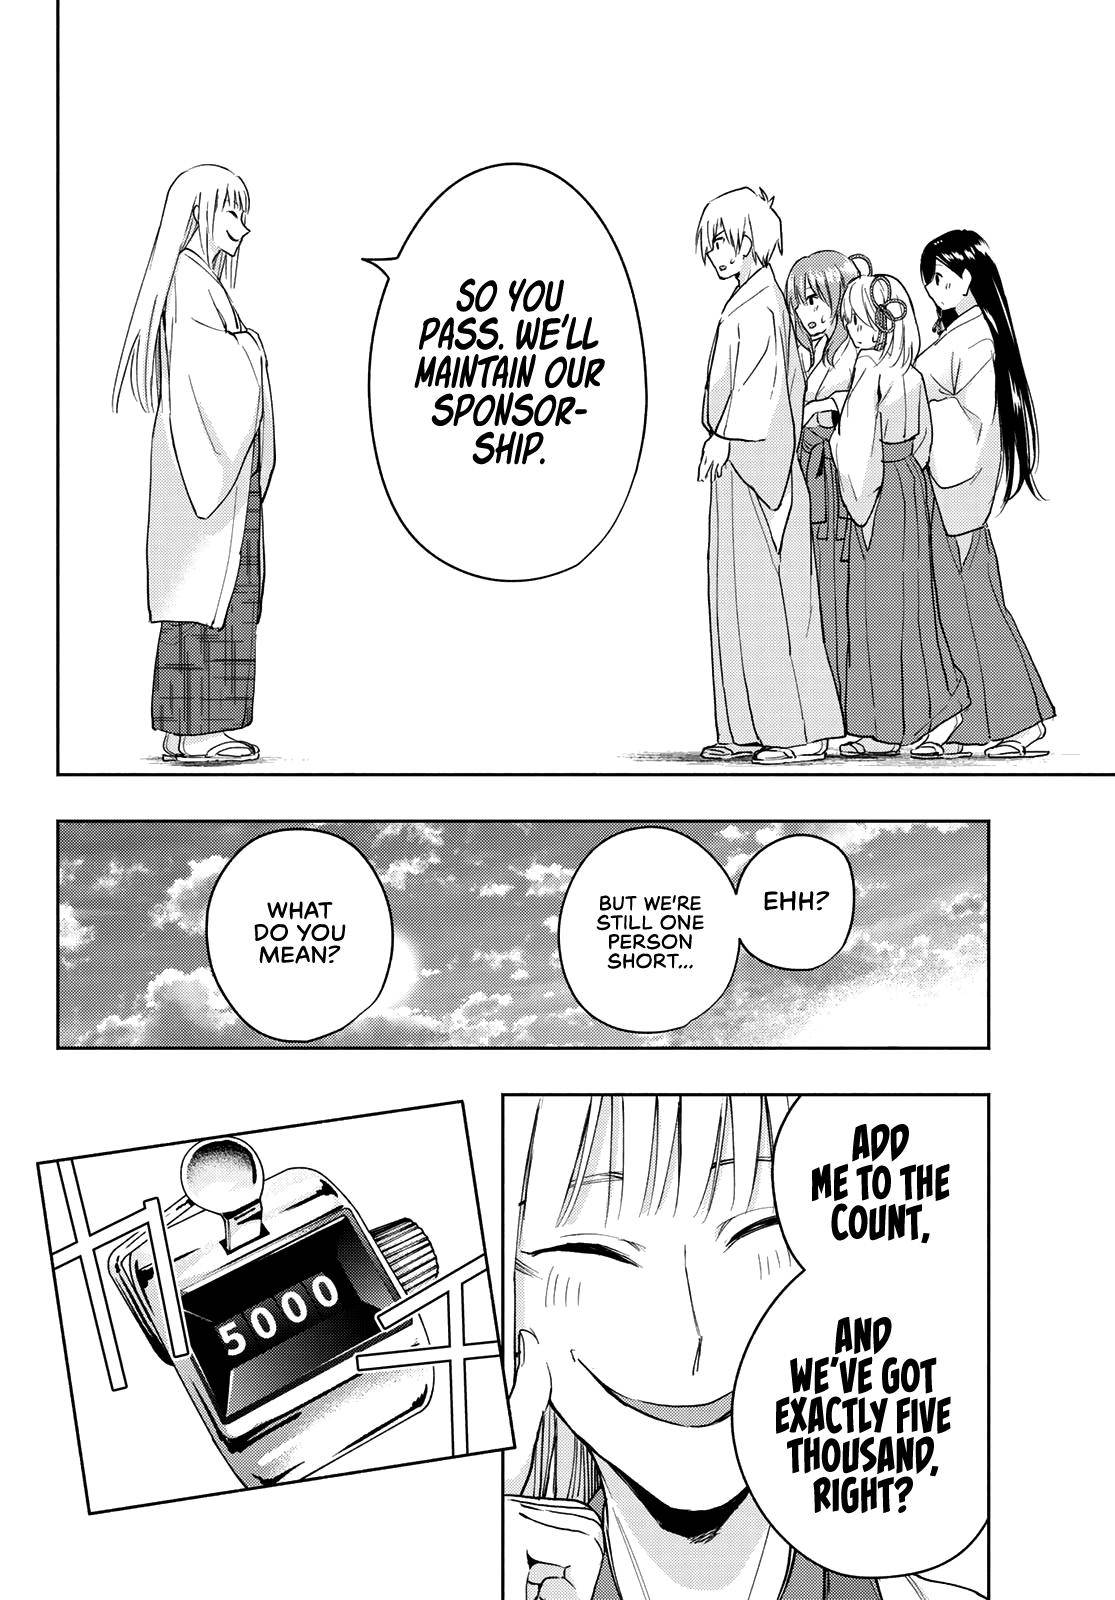 SO YOU
PASS. WE'LL
MAINTAIN OUR
SPONSOR-
SHIP.
EHH?
BUT WE'RE
STILL ONE
PERSON
SHORT...
WHAT
DO YOU
MEAN?
ADD
ME TO THE
COUNT,
AND
WE'VE GOT
EXACTLY FIVE
THOUSAND,
RIGHT?
5000